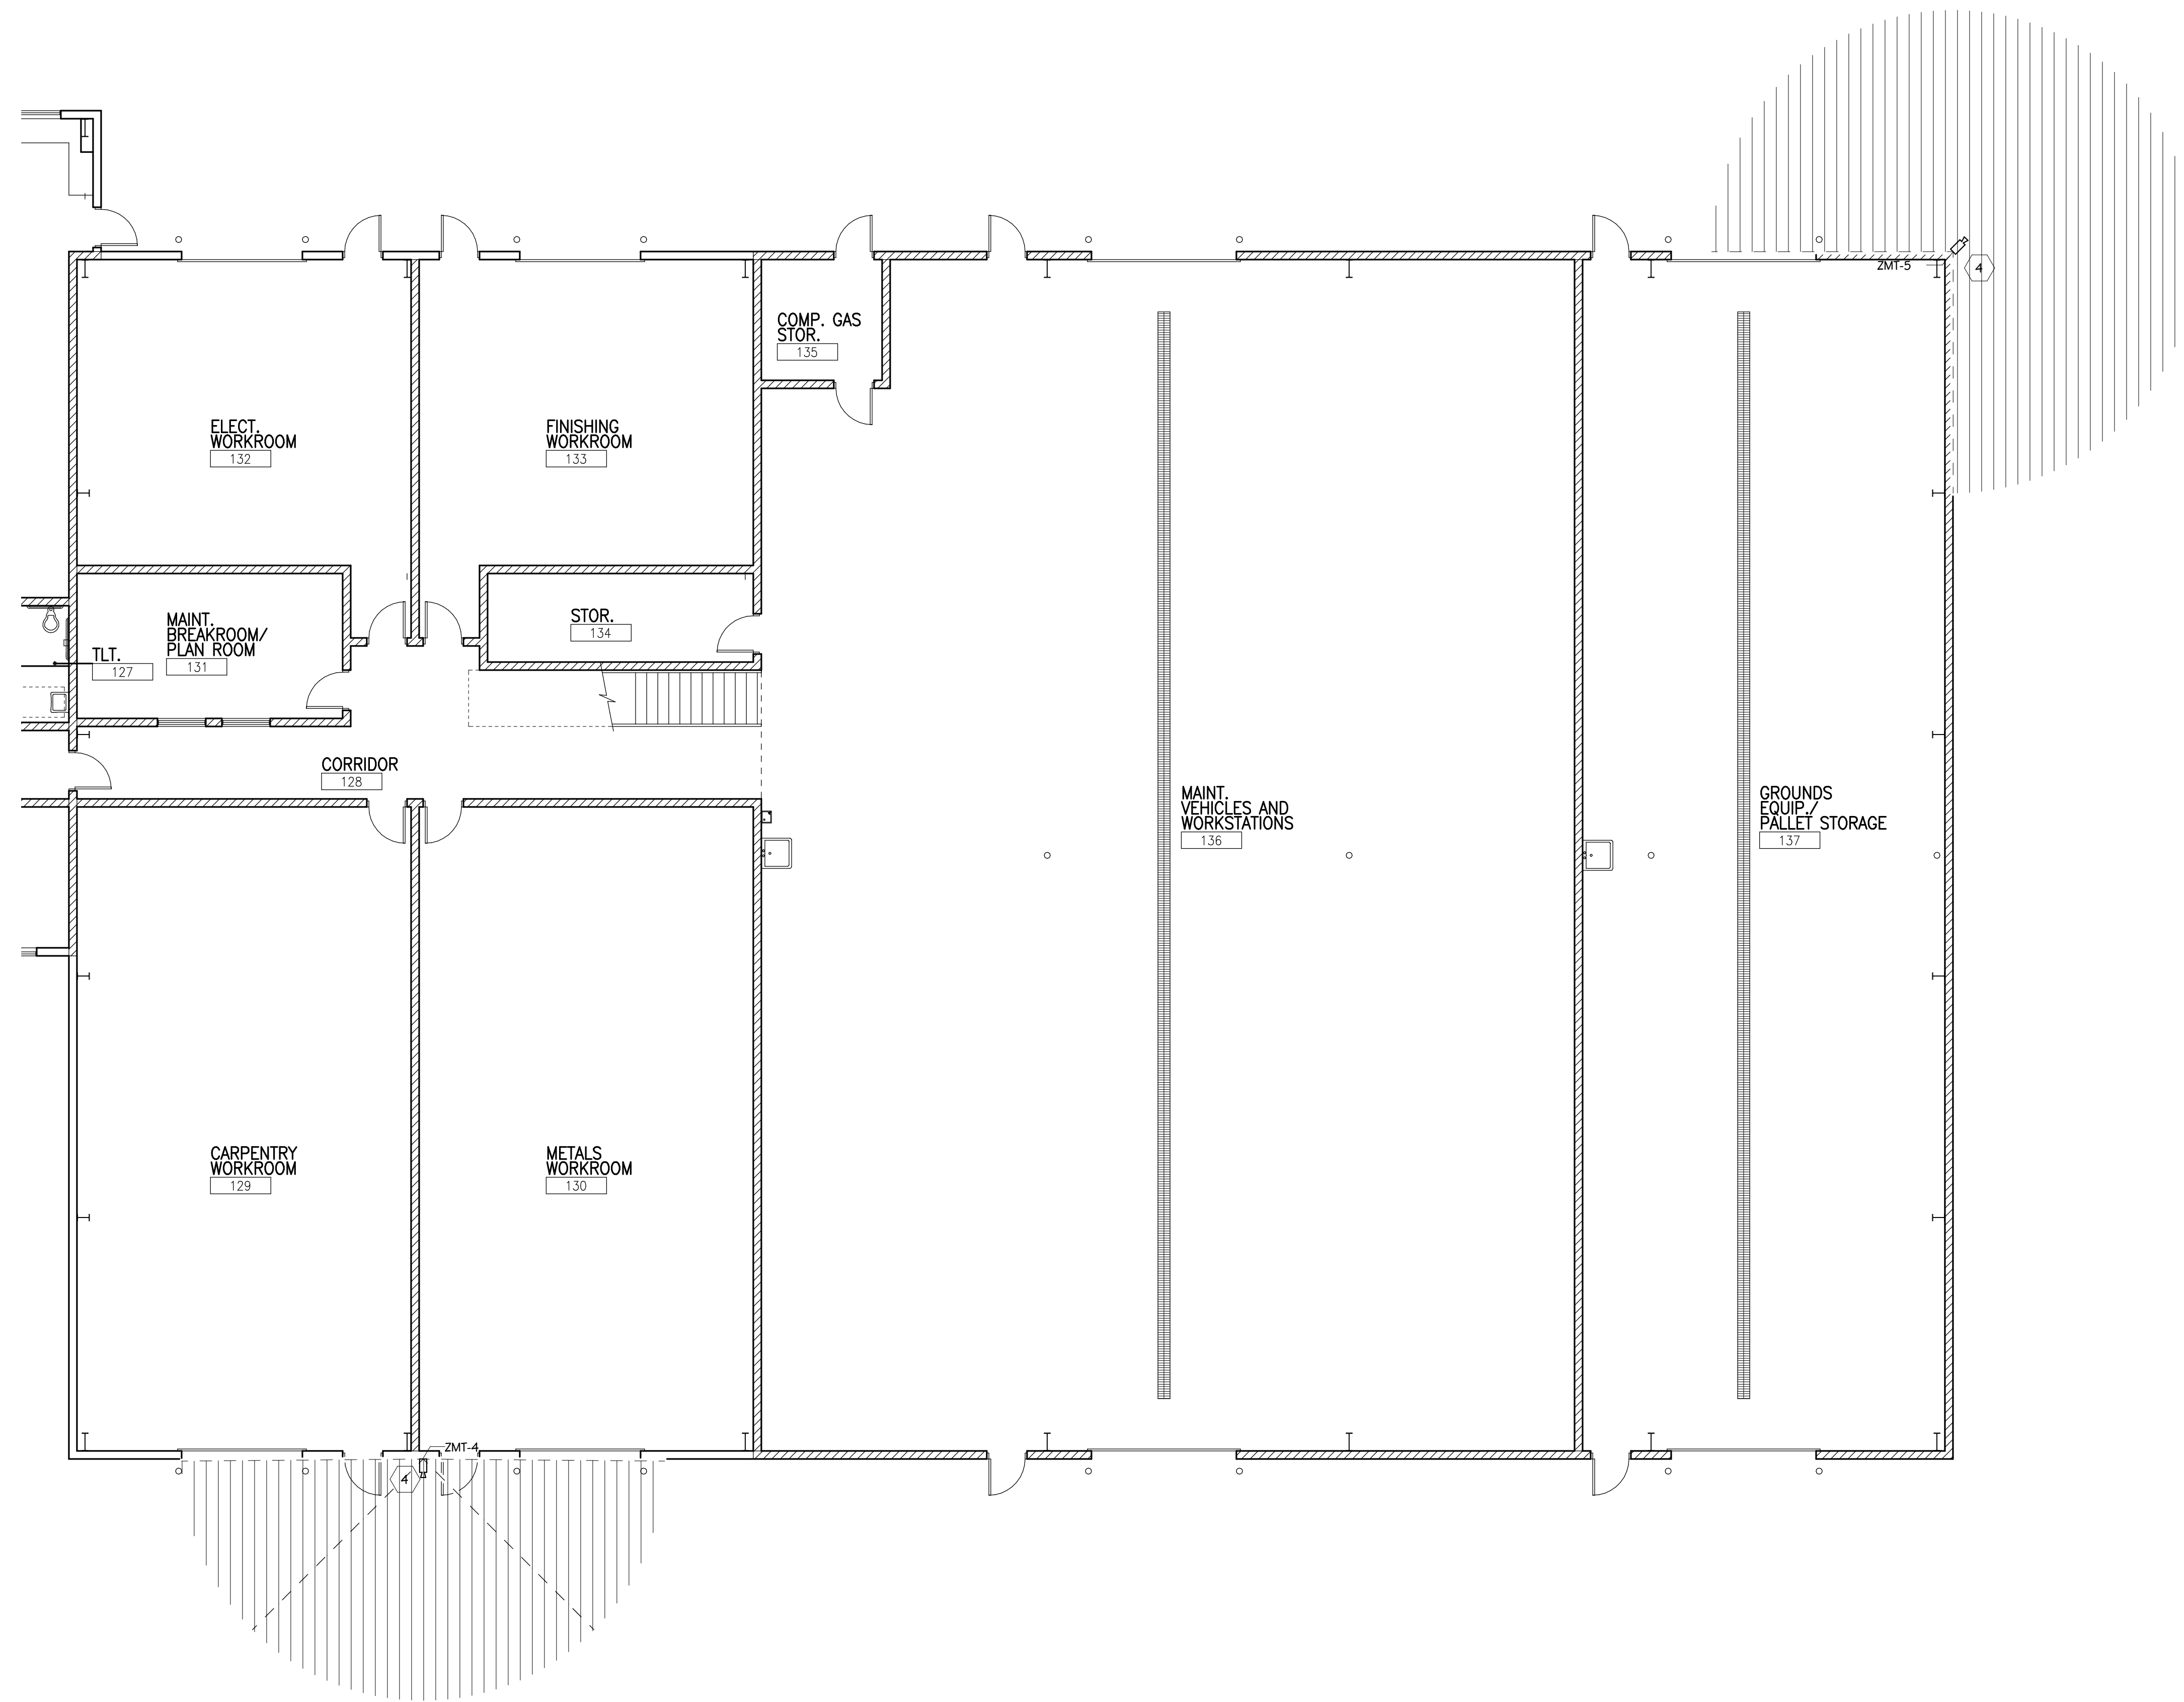 ZMT-5
4
COMP. GAS
STOR.
135
ELECT.
WORKROOM
132
FINISHING
WORKROOM
133
STOR.
134
MAINT.
BREAKROOM/
PLAN ROOM
131
TLT.
127
CORRIDOR
128
MAINT.
VEHICLES AND
WORKSTATIONS
136
GROUNDS
EQUIP./
PALLET STORAGE
137
CARPENTRY
WORKROOM
129
METALS
WORKROOM
130
ZMT-4
4